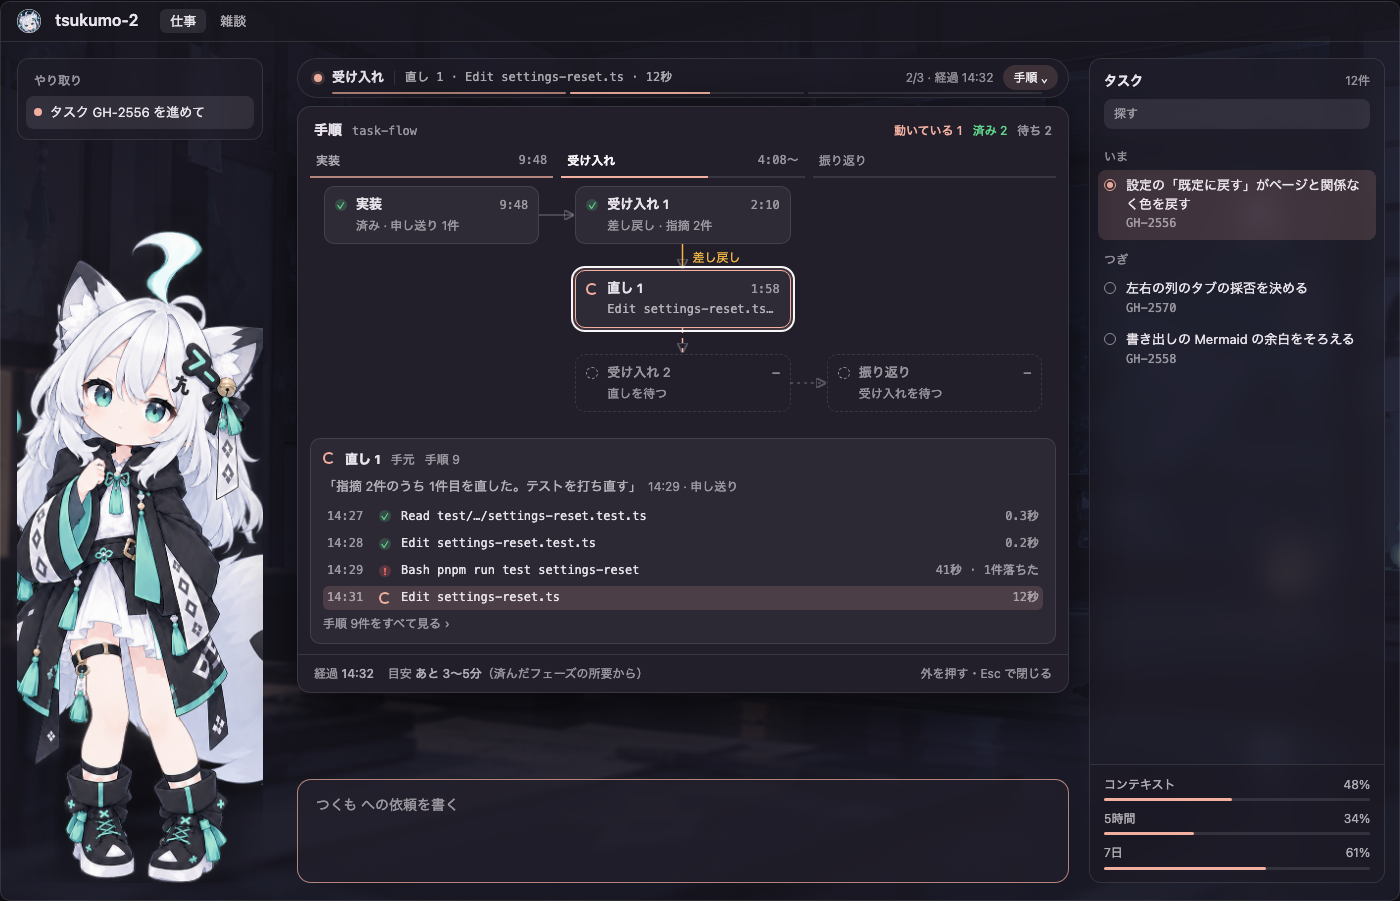 tsukumo-2 仕事 雑談
やり取り
タスク GH-2556 を進めて
受け入れ 直し 1 · Edit settings-reset.ts · 12秒 2/3 · 経過 14:32 手順
手順 task-flow 動いている 1 済み 2 待ち 2
実装 9:48 受け入れ 4:08〜 振り返り
実装 9:48
済み · 申し送り 1件
受け入れ 1 2:10
差し戻し · 指摘 2件
差し戻し
直し 1 1:58
Edit settings-reset.ts…
受け入れ 2 –
直しを待つ
振り返り –
受け入れを待つ
直し 1 手元 手順 9
「指摘 2件のうち 1件目を直した。テストを打ち直す」 14:29 · 申し送り
14:27 Read test/…/settings-reset.test.ts 0.3秒
14:28 Edit settings-reset.test.ts 0.2秒
14:29 Bash pnpm run test settings-reset 41秒 · 1件落ちた
14:31 Edit settings-reset.ts 12秒
手順 9件をすべて見る ›
経過 14:32 目安 あと 3〜5分（済んだフェーズの所要から） 外を押す・Esc で閉じる
つくも への依頼を書く
タスク 12件
探す
いま
設定の「既定に戻す」がページと関係な
く色を戻す
GH-2556
つぎ
左右の列のタブの採否を決める
GH-2570
書き出しの Mermaid の余白をそろえる
GH-2558
コンテキスト 48%
5時間 34%
7日 61%